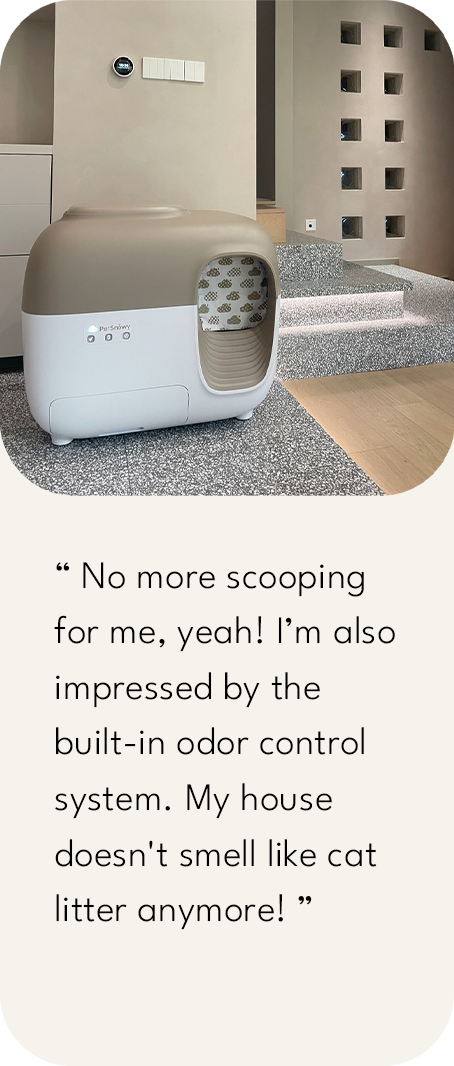 PetSnowy
“ No more scooping
for me, yeah! I’m also
impressed by the
built-in odor control
system. My house
doesn't smell like cat
litter anymore! ”